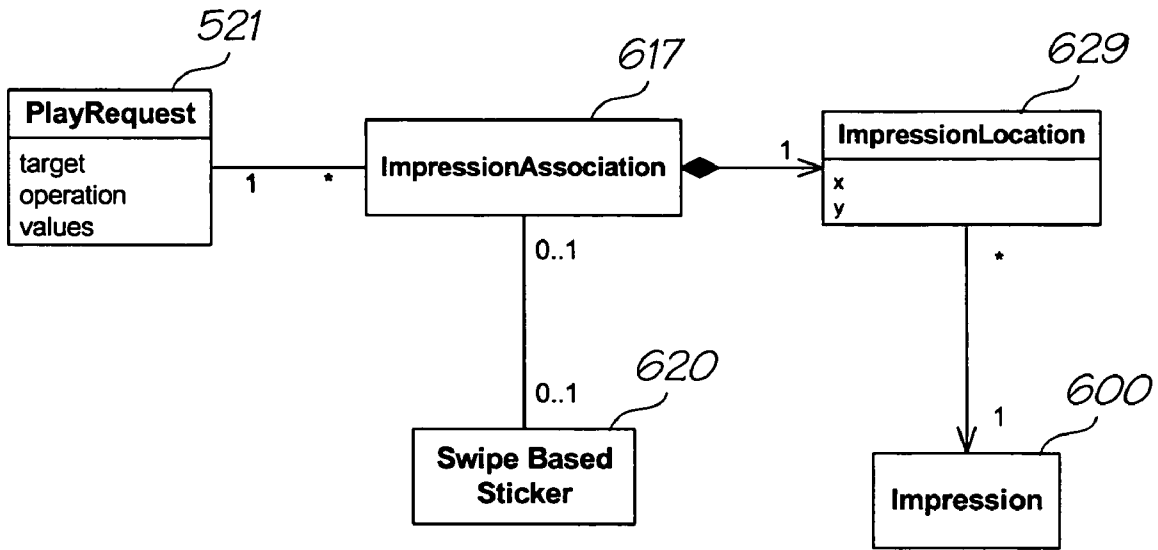 521
617
629
PlayRequest
target
operation
values
1
*
ImpressionAssociation
1
ImpressionLocation
x
y
0..1
*
0..1
620
Swipe Based
Sticker
1
600
Impression